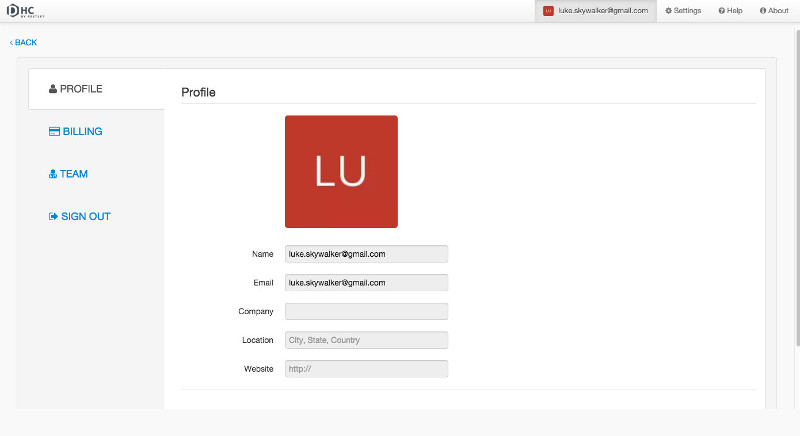 DHC
BY RESTLET
LU luke.skywalker@gmail.com Settings Help About
‹ BACK
PROFILE
BILLING
TEAM
SIGN OUT
Profile
LU
Name luke.skywalker@gmail.com
Email luke.skywalker@gmail.com
Company
Location City, State, Country
Website http://